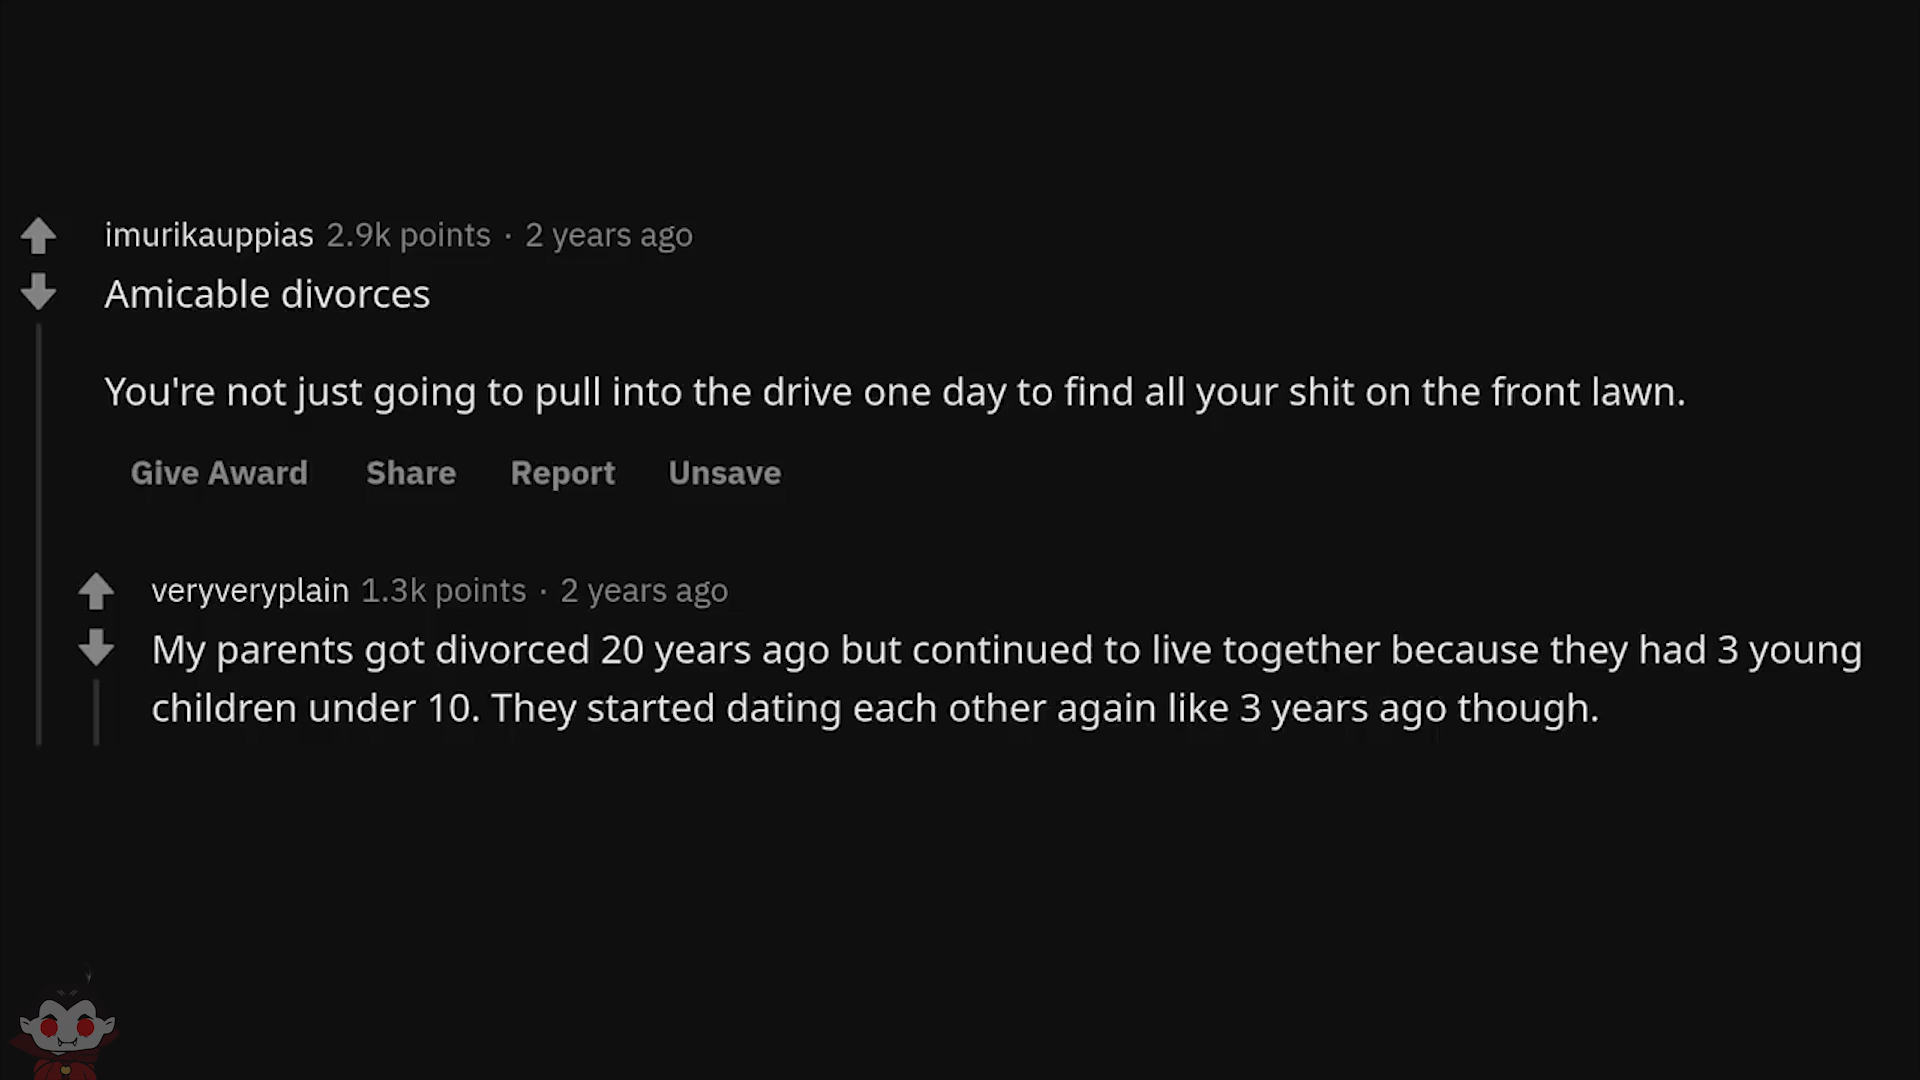 imurikauppias 2.9k points · 2 years ago
Amicable divorces
You're not just going to pull into the drive one day to find all your shit on the front lawn.
Give Award Share Report Unsave
veryveryplain 1.3k points · 2 years ago
My parents got divorced 20 years ago but continued to live together because they had 3 young
children under 10. They started dating each other again like 3 years ago though.